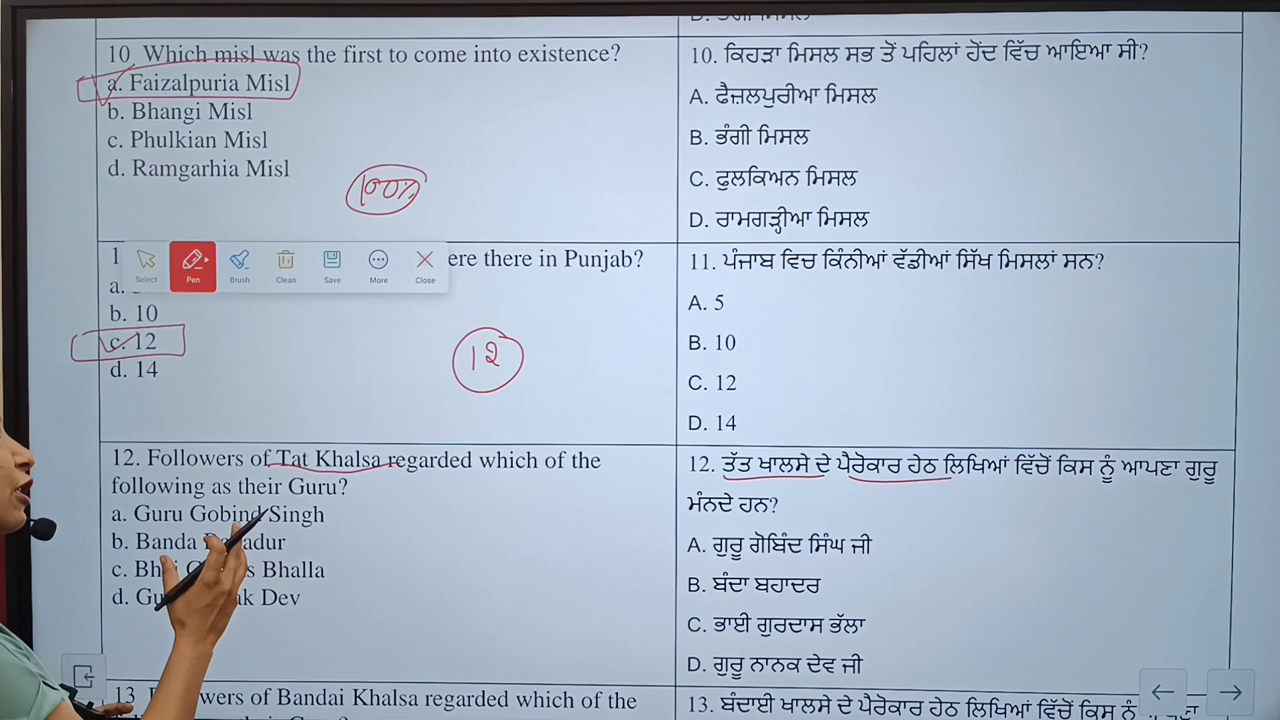 10. Which misl was the first to come into existence?
a. Faizalpuria Misl
b. Bhangi Misl
c. Phulkian Misl
d. Ramgarhia Misl
100%
10. ਕਿਹੜਾ ਮਿਸਲ ਸਭ ਤੋਂ ਪਹਿਲਾਂ ਹੋਂਦ ਵਿੱਚ ਆਇਆ ਸੀ?
A. ਫੈਜ਼ਲਪੁਰੀਆ ਮਿਸਲ
B. ਭੰਗੀ ਮਿਸਲ
C. ਫੁਲਕਿਅਨ ਮਿਸਲ
D. ਰਾਮਗੜ੍ਹੀਆ ਮਿਸਲ
there in Punjab?
a.
b. 10
c. 12
d. 14
12
Select
Pen
Brush
Clean
Save
More
Close
11. ਪੰਜਾਬ ਵਿਚ ਕਿੰਨੀਆਂ ਵੱਡੀਆਂ ਸਿੱਖ ਮਿਸਲਾਂ ਸਨ?
A. 5
B. 10
C. 12
D. 14
12. Followers of Tat Khalsa regarded which of the
following as their Guru?
a. Guru Gobind Singh
b. Banda
c. Bhalla
d. Dev
12. ਤੱਤ ਖਾਲਸੇ ਦੇ ਪੈਰੋਕਾਰ ਹੇਠ ਲਿਖਿਆਂ ਵਿੱਚੋਂ ਕਿਸ ਨੂੰ ਆਪਣਾ ਗੁਰੂ
ਮੰਨਦੇ ਹਨ?
A. ਗੁਰੂ ਗੋਬਿੰਦ ਸਿੰਘ ਜੀ
B. ਬੰਦਾ ਬਹਾਦਰ
C. ਭਾਈ ਗੁਰਦਾਸ ਭੱਲਾ
D. ਗੁਰੂ ਨਾਨਕ ਦੇਵ ਜੀ
13. of Bandai Khalsa regarded which of the
13. ਬੰਦਾਈ ਖਾਲਸੇ ਦੇ ਪੈਰੋਕਾਰ ਹੇਠ ਲਿਖਿਆਂ ਵਿੱਚੋਂ ਕਿਸ